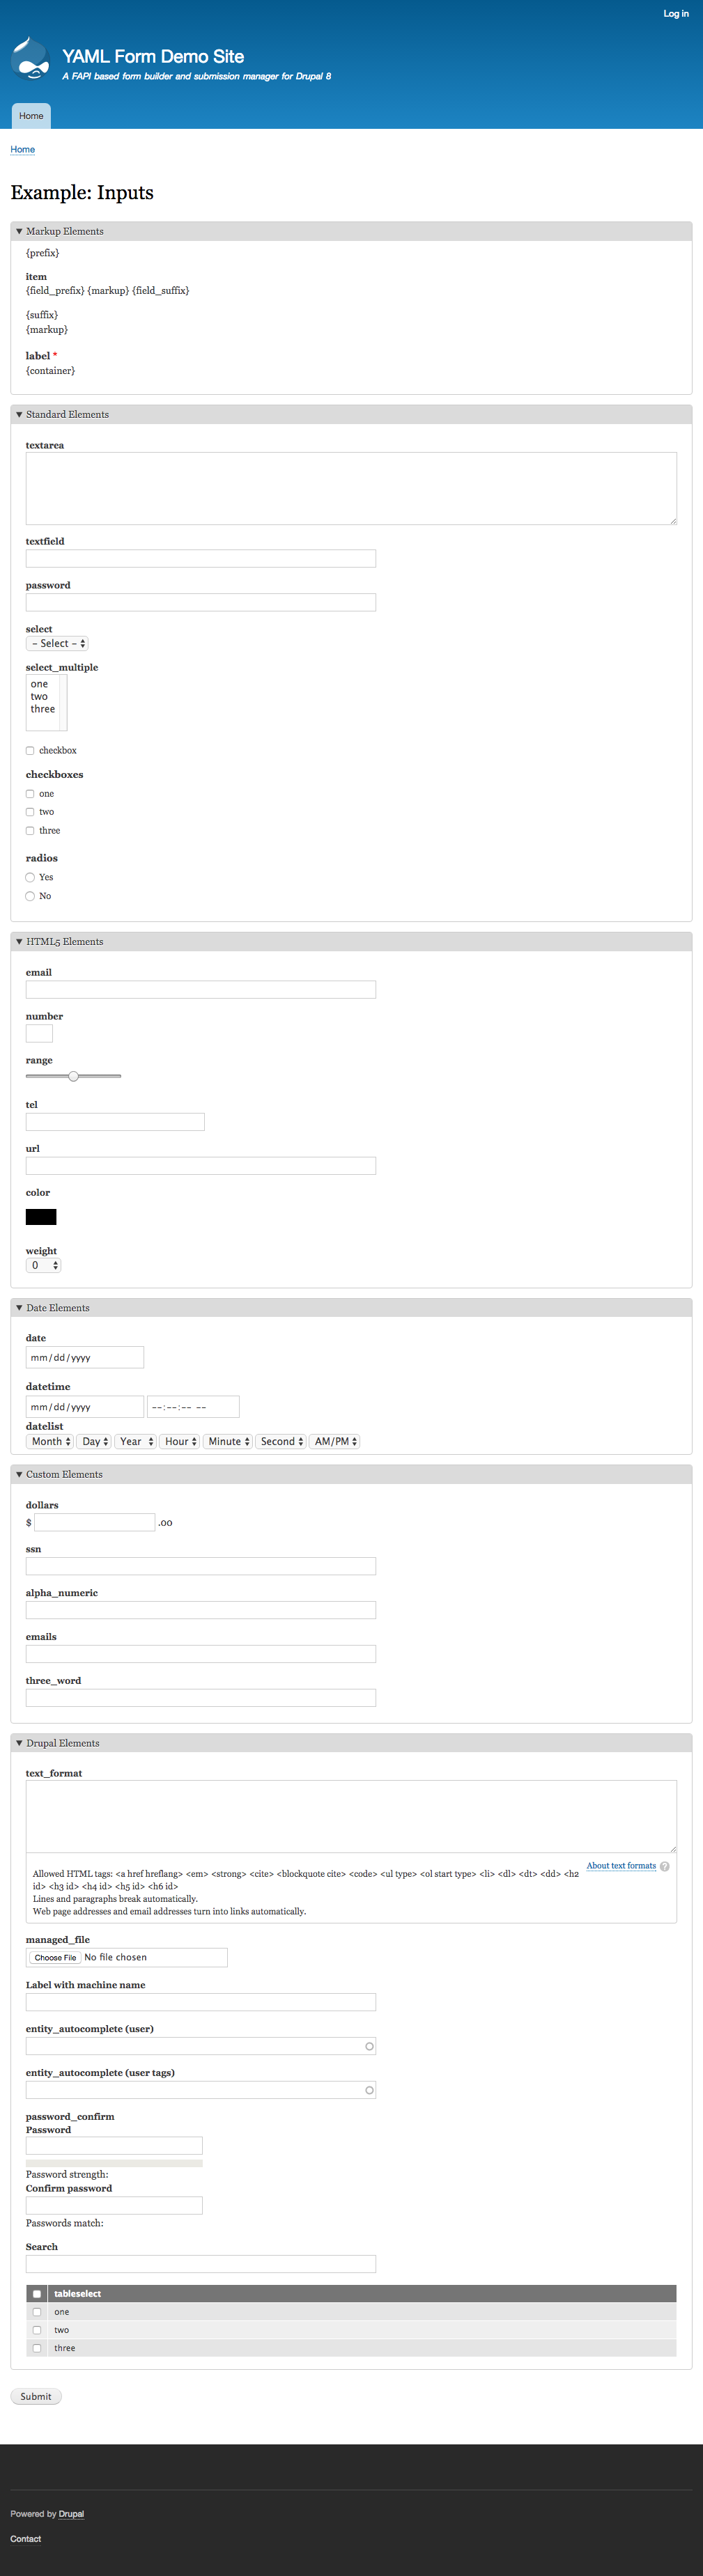 Log in
YAML Form Demo Site
A FAPI based form builder and submission manager for Drupal 8
Home
Home
Example: Inputs
▼ Markup Elements
{prefix}
item
{field_prefix} {markup} {field_suffix}
{suffix}
{markup}
label *
{container}
▼ Standard Elements
textarea
textfield
password
select
– Select –
select_multiple
one
two
three
checkbox
checkboxes
one
two
three
radios
Yes
No
▼ HTML5 Elements
email
number
range
tel
url
color
weight
0
▼ Date Elements
date
mm/dd/yyyy
datetime
mm/dd/yyyy --:--:-- --
datelist
Month Day Year Hour Minute Second AM/PM
▼ Custom Elements
dollars
$ .00
ssn
alpha_numeric
emails
three_word
▼ Drupal Elements
text_format
About text formats ?
Allowed HTML tags: <a href hreflang> <em> <strong> <cite> <blockquote cite> <code> <ul type> <ol start type> <li> <dl> <dt> <dd> <h2
id> <h3 id> <h4 id> <h5 id> <h6 id>
Lines and paragraphs break automatically.
Web page addresses and email addresses turn into links automatically.
managed_file
Choose File No file chosen
Label with machine name
entity_autocomplete (user)
entity_autocomplete (user tags)
password_confirm
Password
Password strength:
Confirm password
Passwords match:
Search
tableselect
one
two
three
Submit
Powered by Drupal
Contact